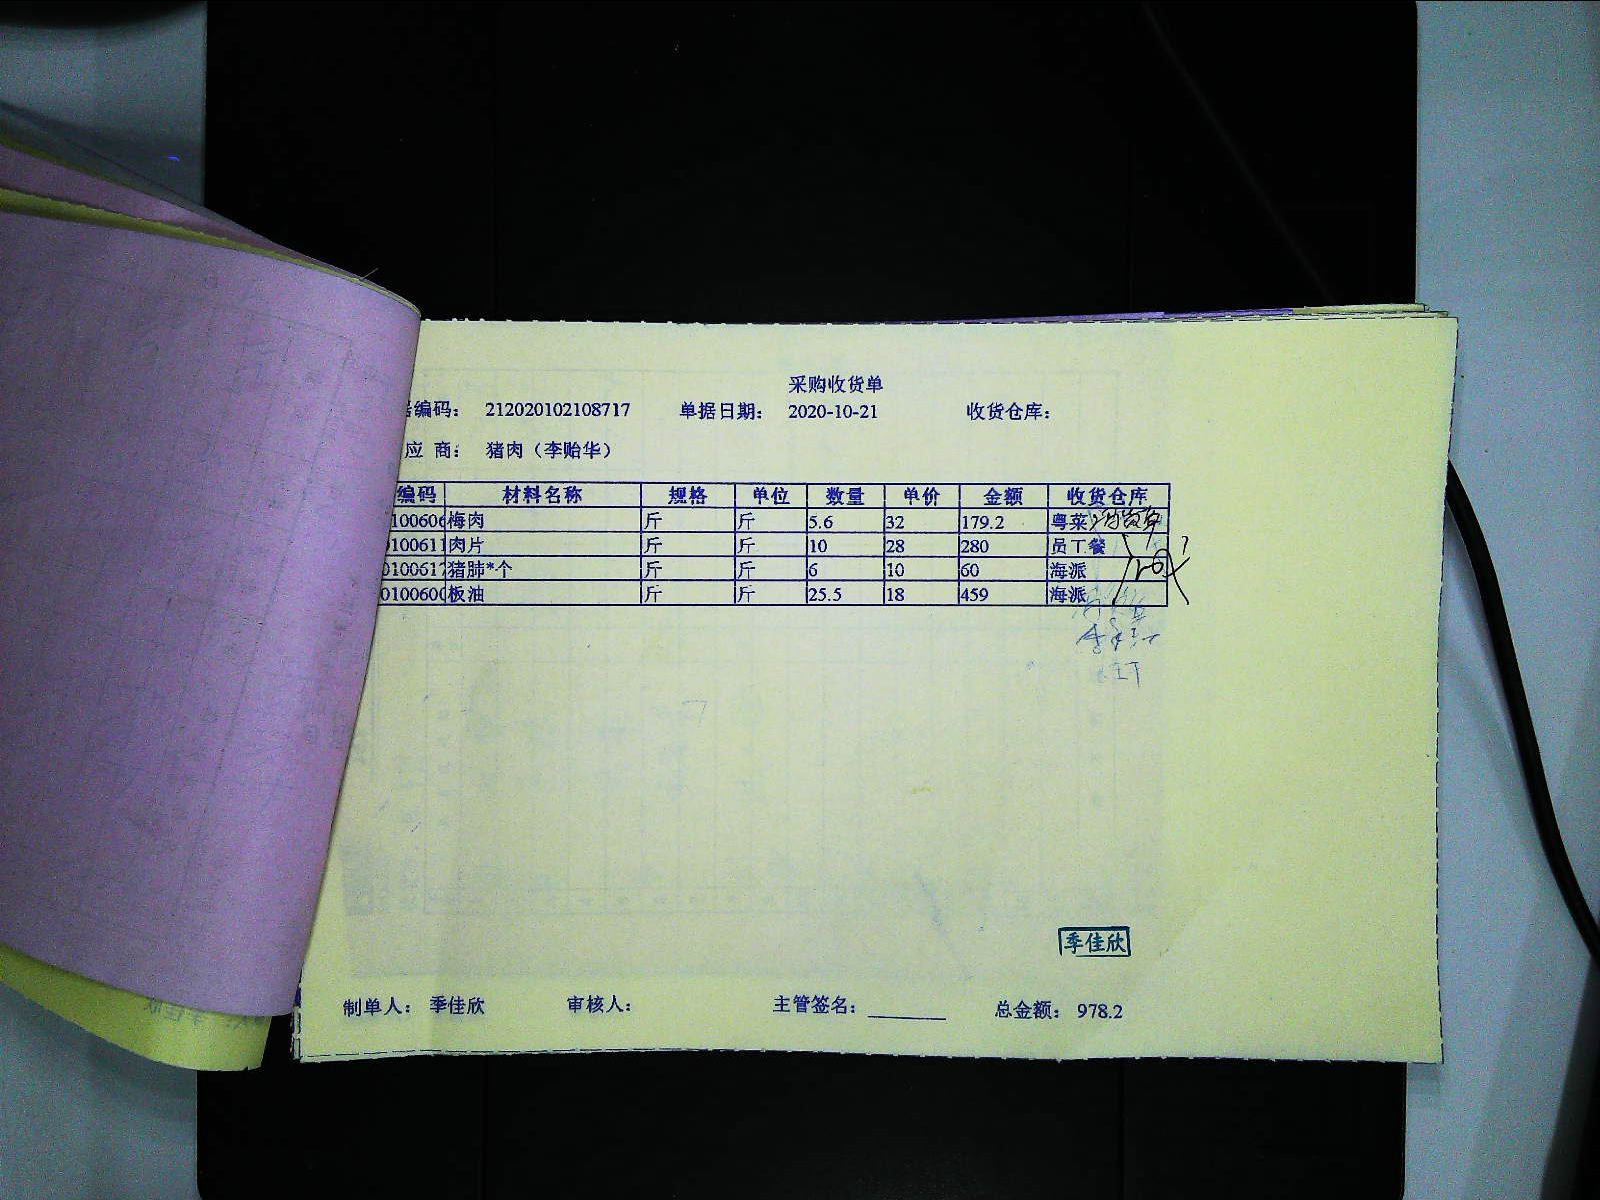 采购收货单
编码： 212020102108717 单据日期： 2020-10-21 收货仓库：
应 商： 猪肉（李贻华）
编码 材料名称 规格 单位 数量 单价 金额 收货仓库
100606 梅肉 斤 斤 5.6 32 179.2 粤菜
0100611 肉片 斤 斤 10 28 280 员工餐
0100617 猪肺*个 斤 斤 6 10 60 海派
0100600 板油 斤 斤 25.5 18 459 海派
季佳欣
制单人： 季佳欣 审核人： 主管签名： 总金额： 978.2